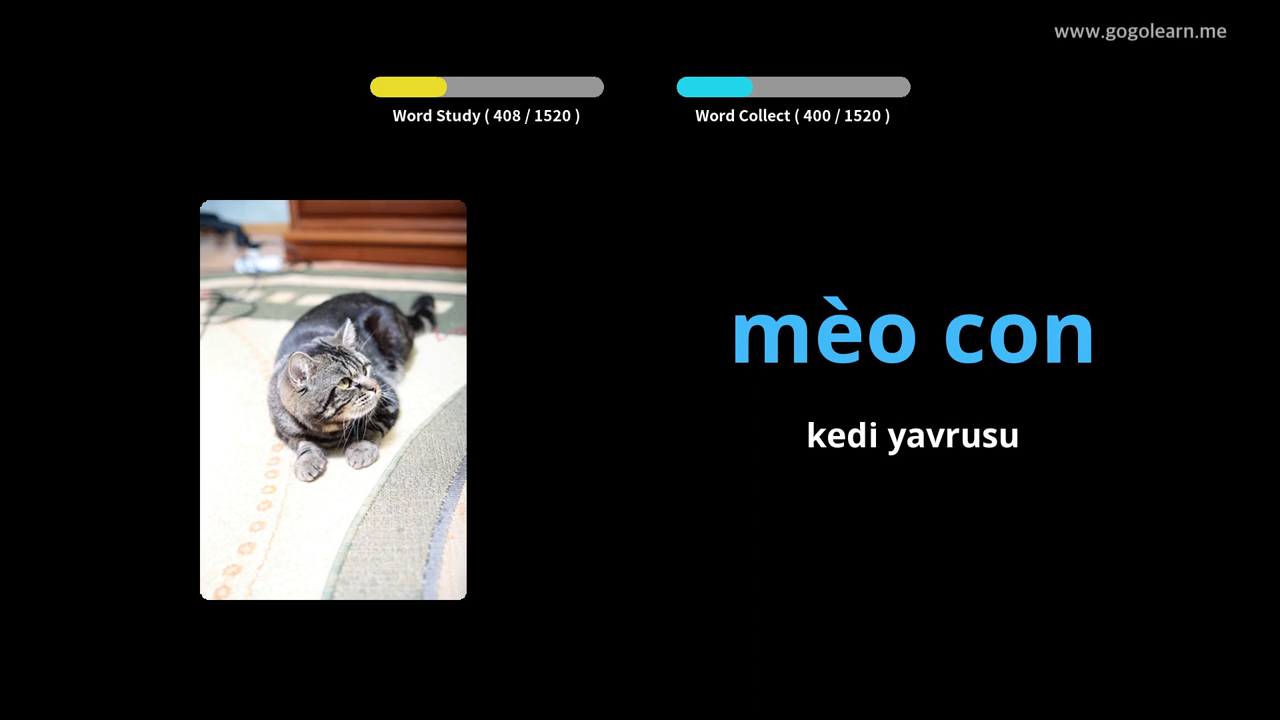 www.gogolearn.me
Word Study ( 408 / 1520 )
Word Collect ( 400 / 1520 )
mèo con
kedi yavrusu